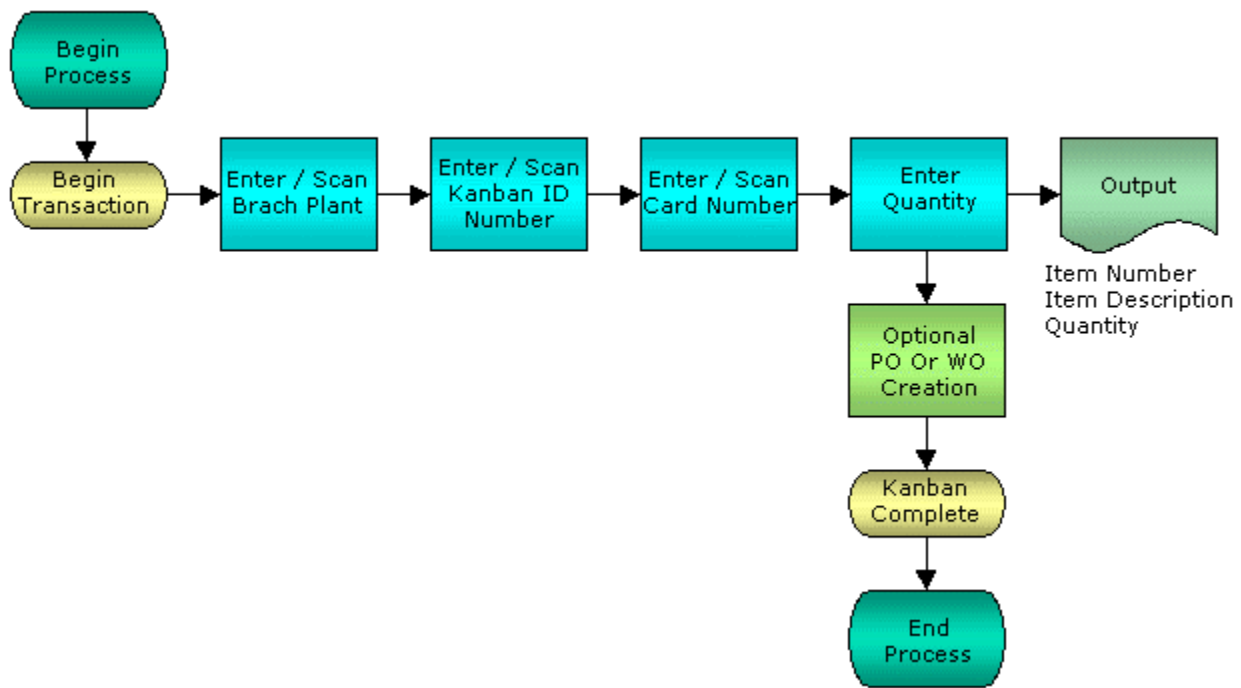 Begin
Process
Begin
Transaction
Enter / Scan
Brach Plant
Enter / Scan
Kanban ID
Number
Enter / Scan
Card Number
Enter
Quantity
Output
Item Number
Item Description
Quantity
Optional
PO Or WO
Creation
Kanban
Complete
End
Process